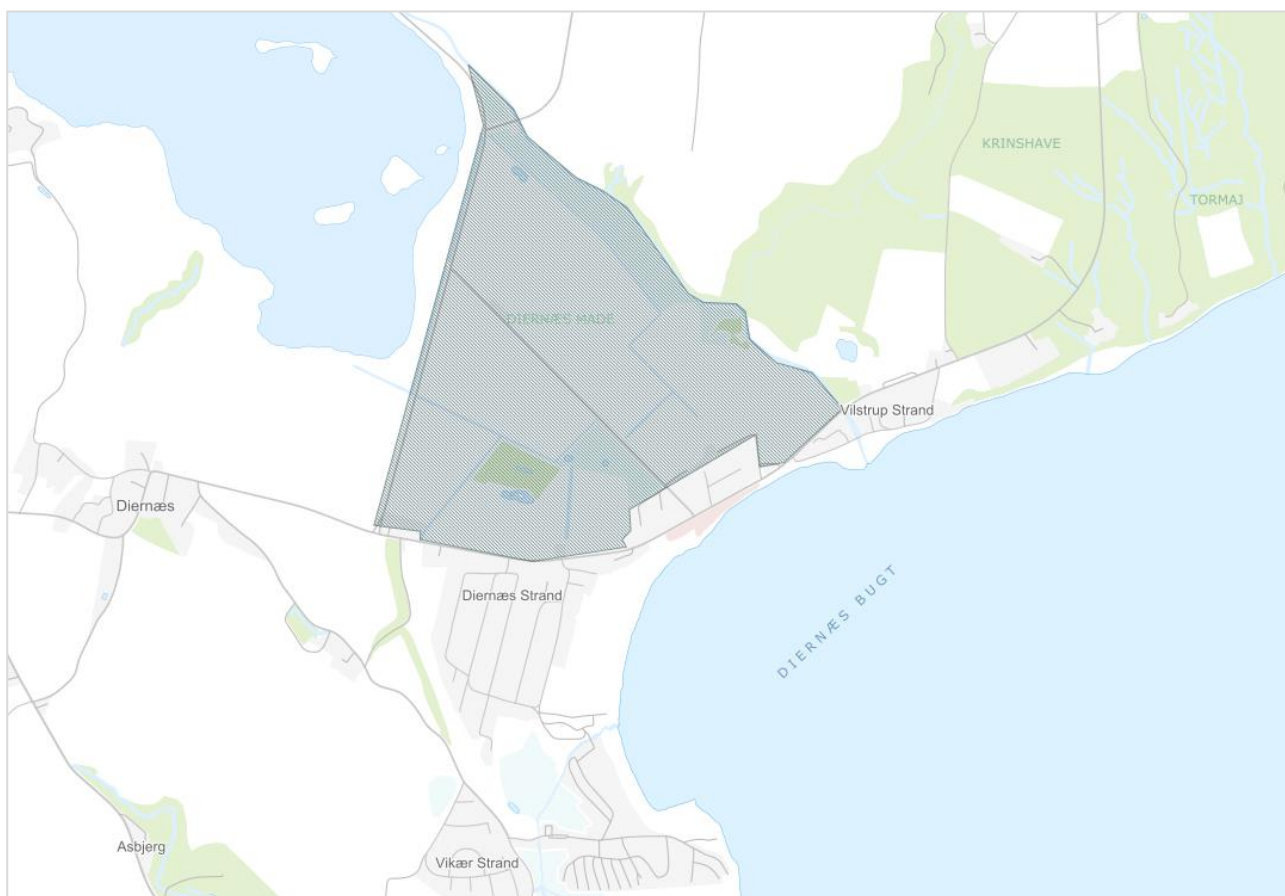 KRINSHAVE
TORMAJ
DIERNÆS MADE
Vilstrup Strand
Diernæs
Diernæs Strand
DIERNÆS BUGT
Asbjerg
Vikær Strand